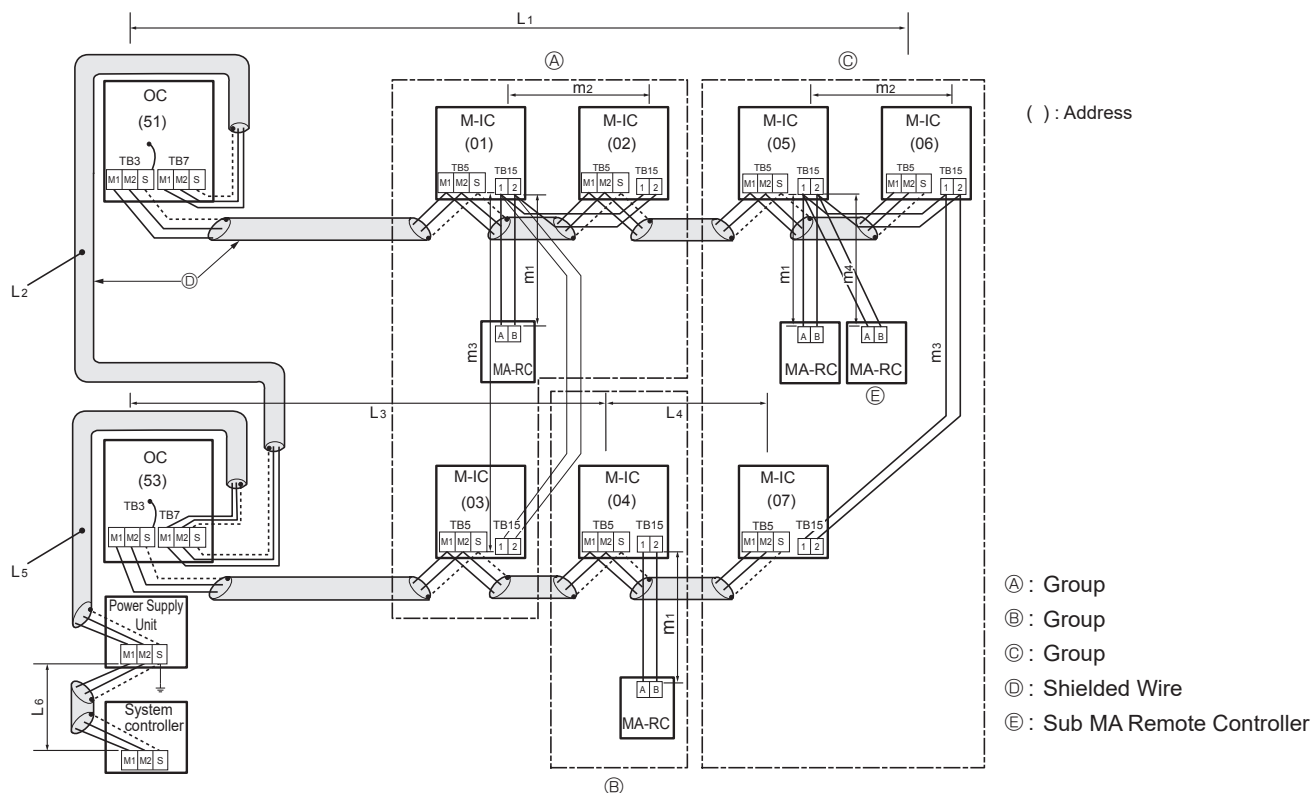 L1
Ⓐ
Ⓒ
m2
m2
( ) : Address
OC
(51)
TB3 TB7
M1 M2 S M1 M2 S
M-IC
(01)
TB5 TB15
M1 M2 S 1 2
M-IC
(02)
TB5 TB15
M1 M2 S 1 2
M-IC
(05)
TB5 TB15
M1 M2 S 1 2
M-IC
(06)
TB5 TB15
M1 M2 S 1 2
L2
Ⓓ
m1
m3
A B
MA-RC
m1
m4
A B
MA-RC
A B
MA-RC
Ⓔ
m3
L3
L4
OC
(53)
TB3 TB7
M1 M2 S M1 M2 S
M-IC
(03)
TB5 TB15
M1 M2 S 1 2
M-IC
(04)
TB5 TB15
M1 M2 S 1 2
M-IC
(07)
TB5 TB15
M1 M2 S 1 2
L5
Power Supply
Unit
M1 M2 S
L6
System
controller
M1 M2 S
m1
A B
MA-RC
Ⓑ
Ⓐ : Group
Ⓑ : Group
Ⓒ : Group
Ⓓ : Shielded Wire
Ⓔ : Sub MA Remote Controller